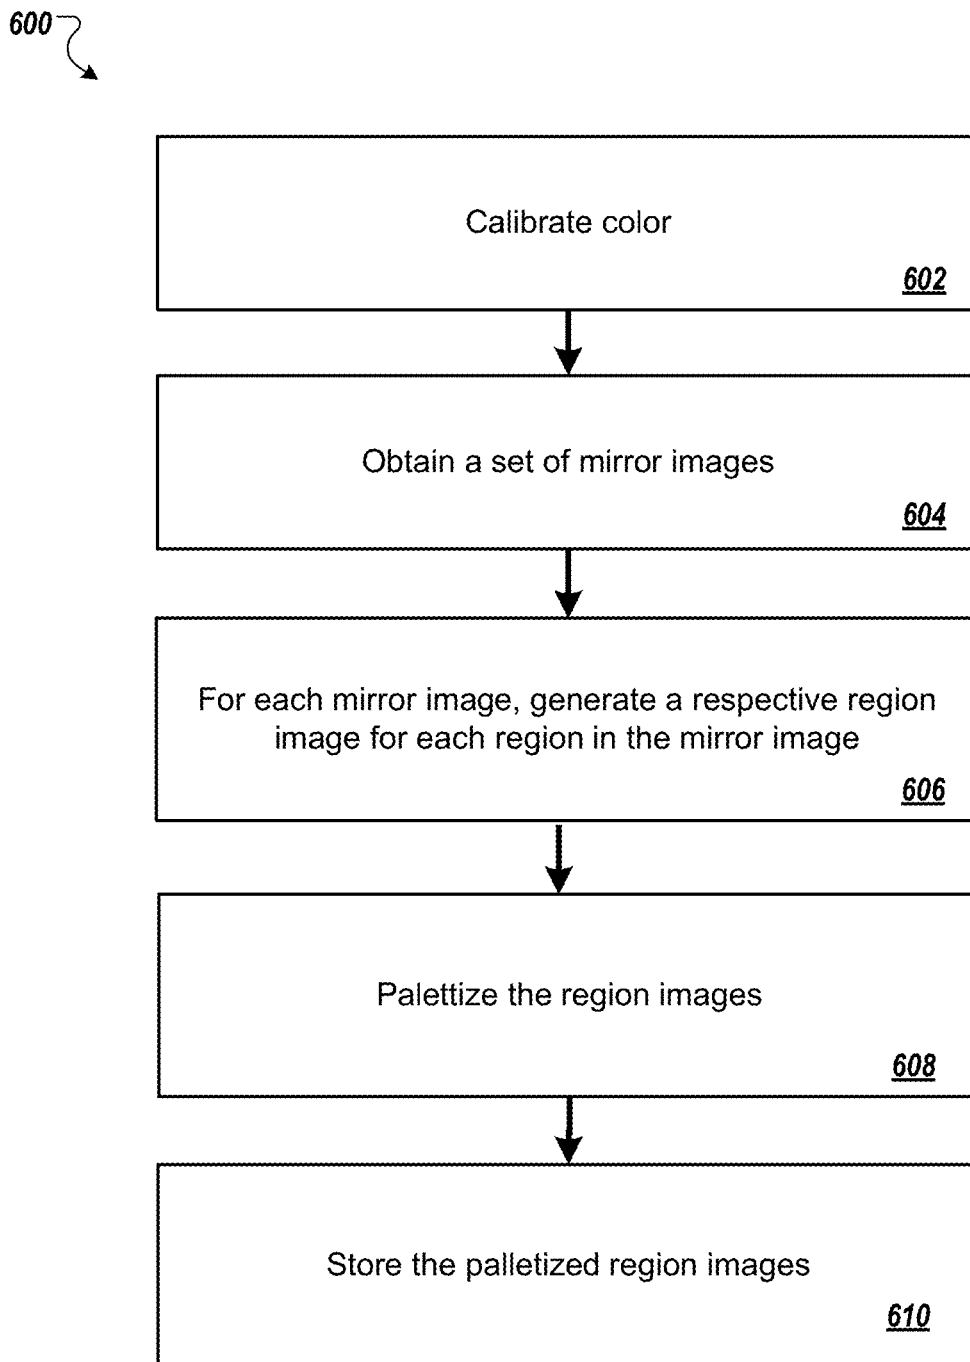 600
Calibrate color
602
Obtain a set of mirror images
604
For each mirror image, generate a respective region
image for each region in the mirror image
606
Palettize the region images
608
Store the palletized region images
610